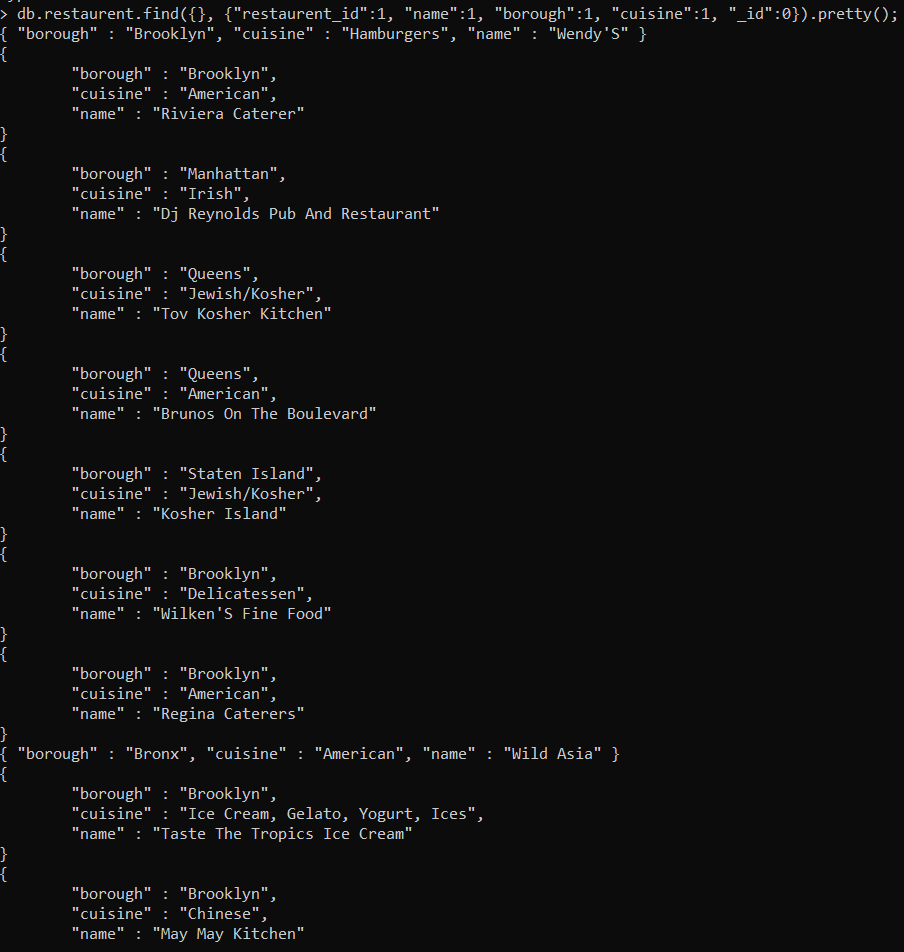 > db.restaurent.find({}, {"restaurent_id":1, "name":1, "borough":1, "cuisine":1, "_id":0}).pretty();
{ "borough" : "Brooklyn", "cuisine" : "Hamburgers", "name" : "Wendy'S" }
{
        "borough" : "Brooklyn",
        "cuisine" : "American",
        "name" : "Riviera Caterer"
}
{
        "borough" : "Manhattan",
        "cuisine" : "Irish",
        "name" : "Dj Reynolds Pub And Restaurant"
}
{
        "borough" : "Queens",
        "cuisine" : "Jewish/Kosher",
        "name" : "Tov Kosher Kitchen"
}
{
        "borough" : "Queens",
        "cuisine" : "American",
        "name" : "Brunos On The Boulevard"
}
{
        "borough" : "Staten Island",
        "cuisine" : "Jewish/Kosher",
        "name" : "Kosher Island"
}
{
        "borough" : "Brooklyn",
        "cuisine" : "Delicatessen",
        "name" : "Wilken'S Fine Food"
}
{
        "borough" : "Brooklyn",
        "cuisine" : "American",
        "name" : "Regina Caterers"
}
{ "borough" : "Bronx", "cuisine" : "American", "name" : "Wild Asia" }
{
        "borough" : "Brooklyn",
        "cuisine" : "Ice Cream, Gelato, Yogurt, Ices",
        "name" : "Taste The Tropics Ice Cream"
}
{
        "borough" : "Brooklyn",
        "cuisine" : "Chinese",
        "name" : "May May Kitchen"